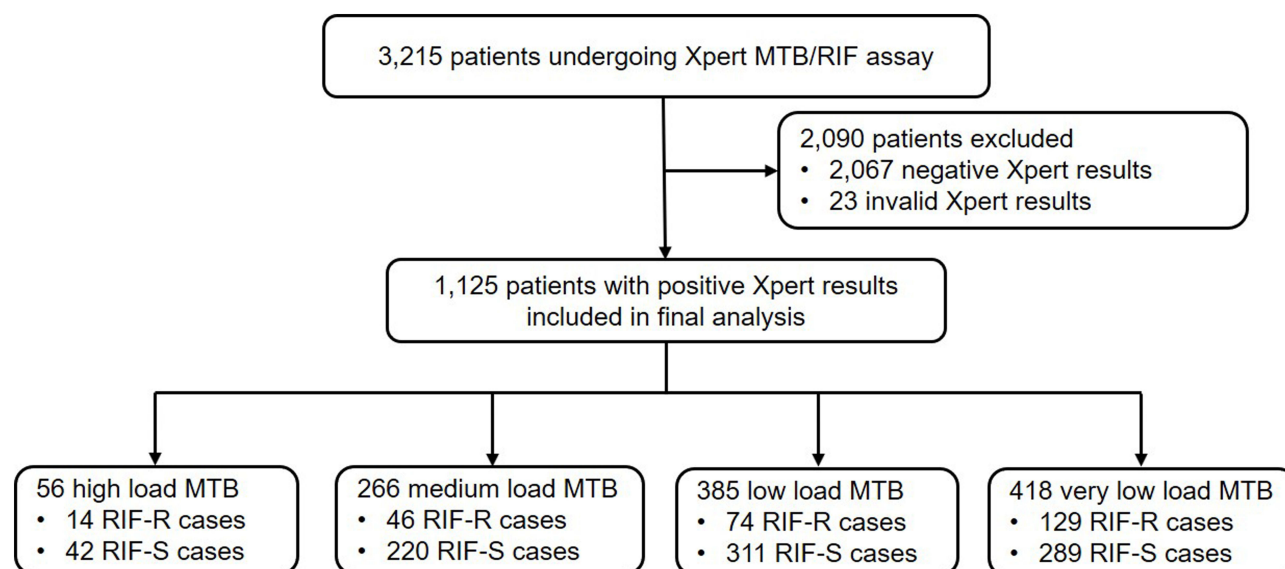 3,215 patients undergoing Xpert MTB/RIF assay
2,090 patients excluded
• 2,067 negative Xpert results
• 23 invalid Xpert results
1,125 patients with positive Xpert results
included in final analysis
56 high load MTB
• 14 RIF-R cases
• 42 RIF-S cases
266 medium load MTB
• 46 RIF-R cases
• 220 RIF-S cases
385 low load MTB
• 74 RIF-R cases
• 311 RIF-S cases
418 very low load MTB
• 129 RIF-R cases
• 289 RIF-S cases